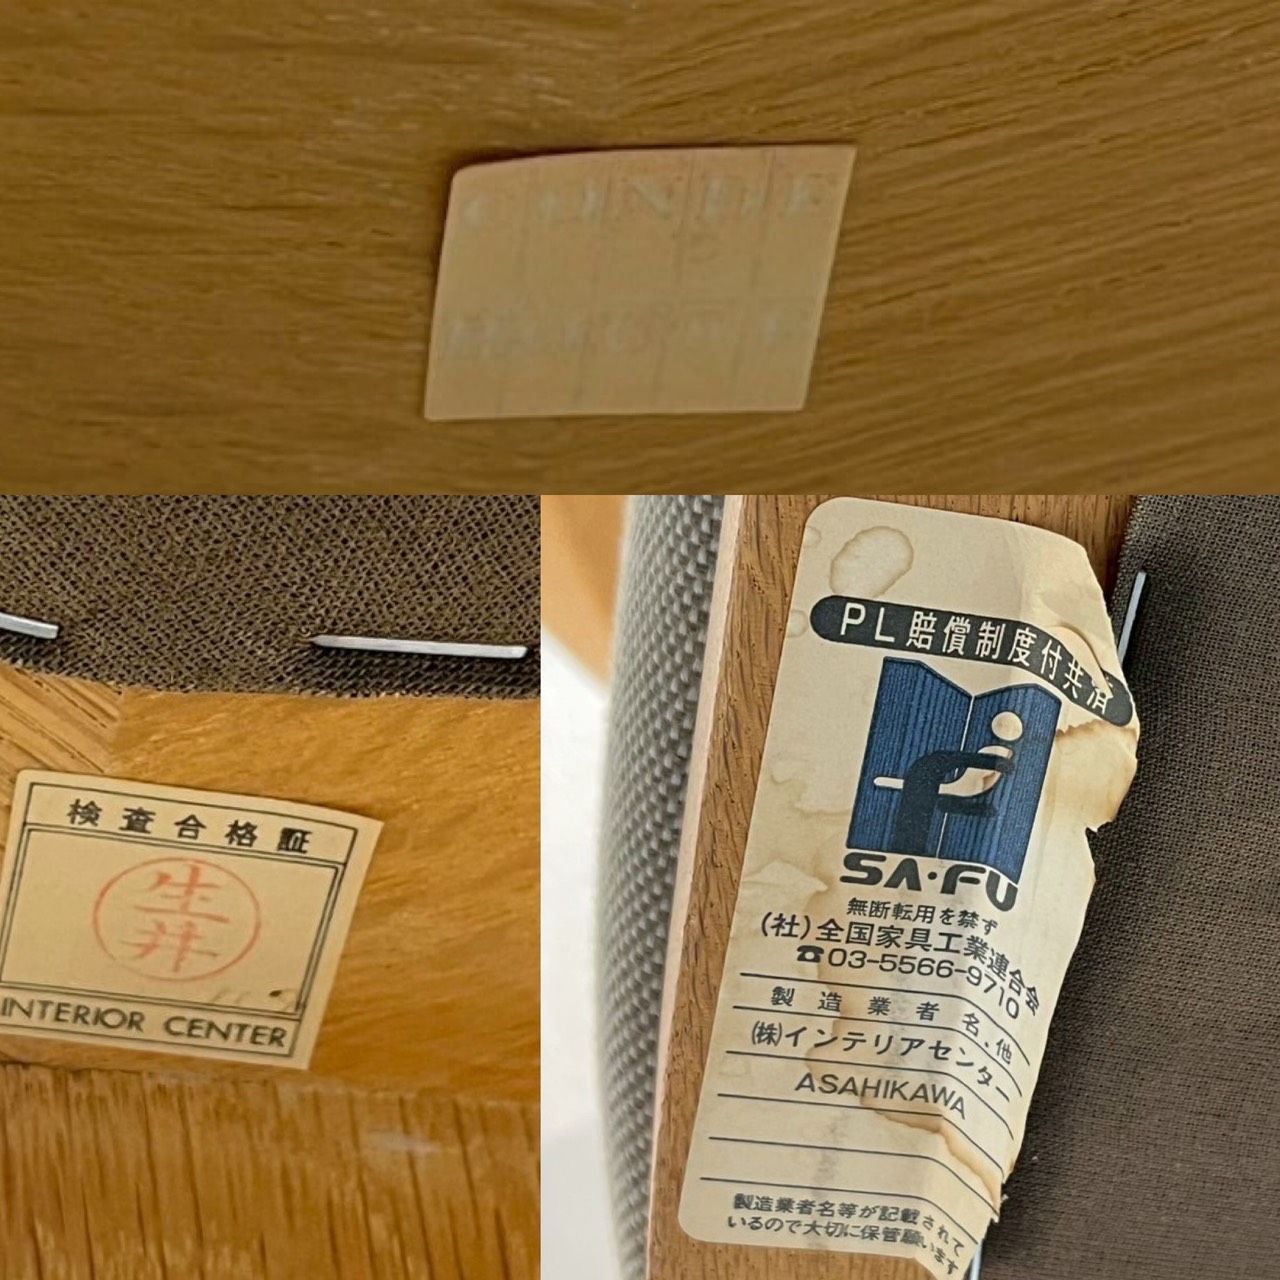 CONDE
HOUSE
検査合格証
生井
INTERIOR CENTER
PL賠償制度付共済
SA・FU
無断転用を禁ず
(社)全国家具工業連合会
☎03-5566-9710
製造業者名、他
(株)インテリアセンター
ASAHIKAWA
製造業者名等が記載されて
いるので大切に保管願います